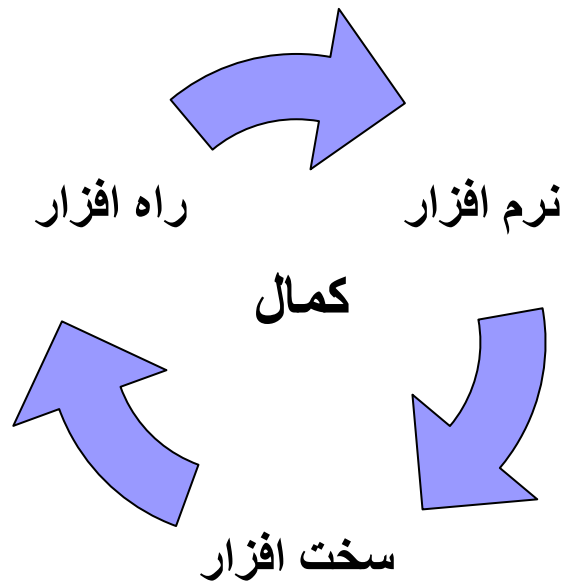 نرم افزار
راه افزار
کمال
سخت افزار